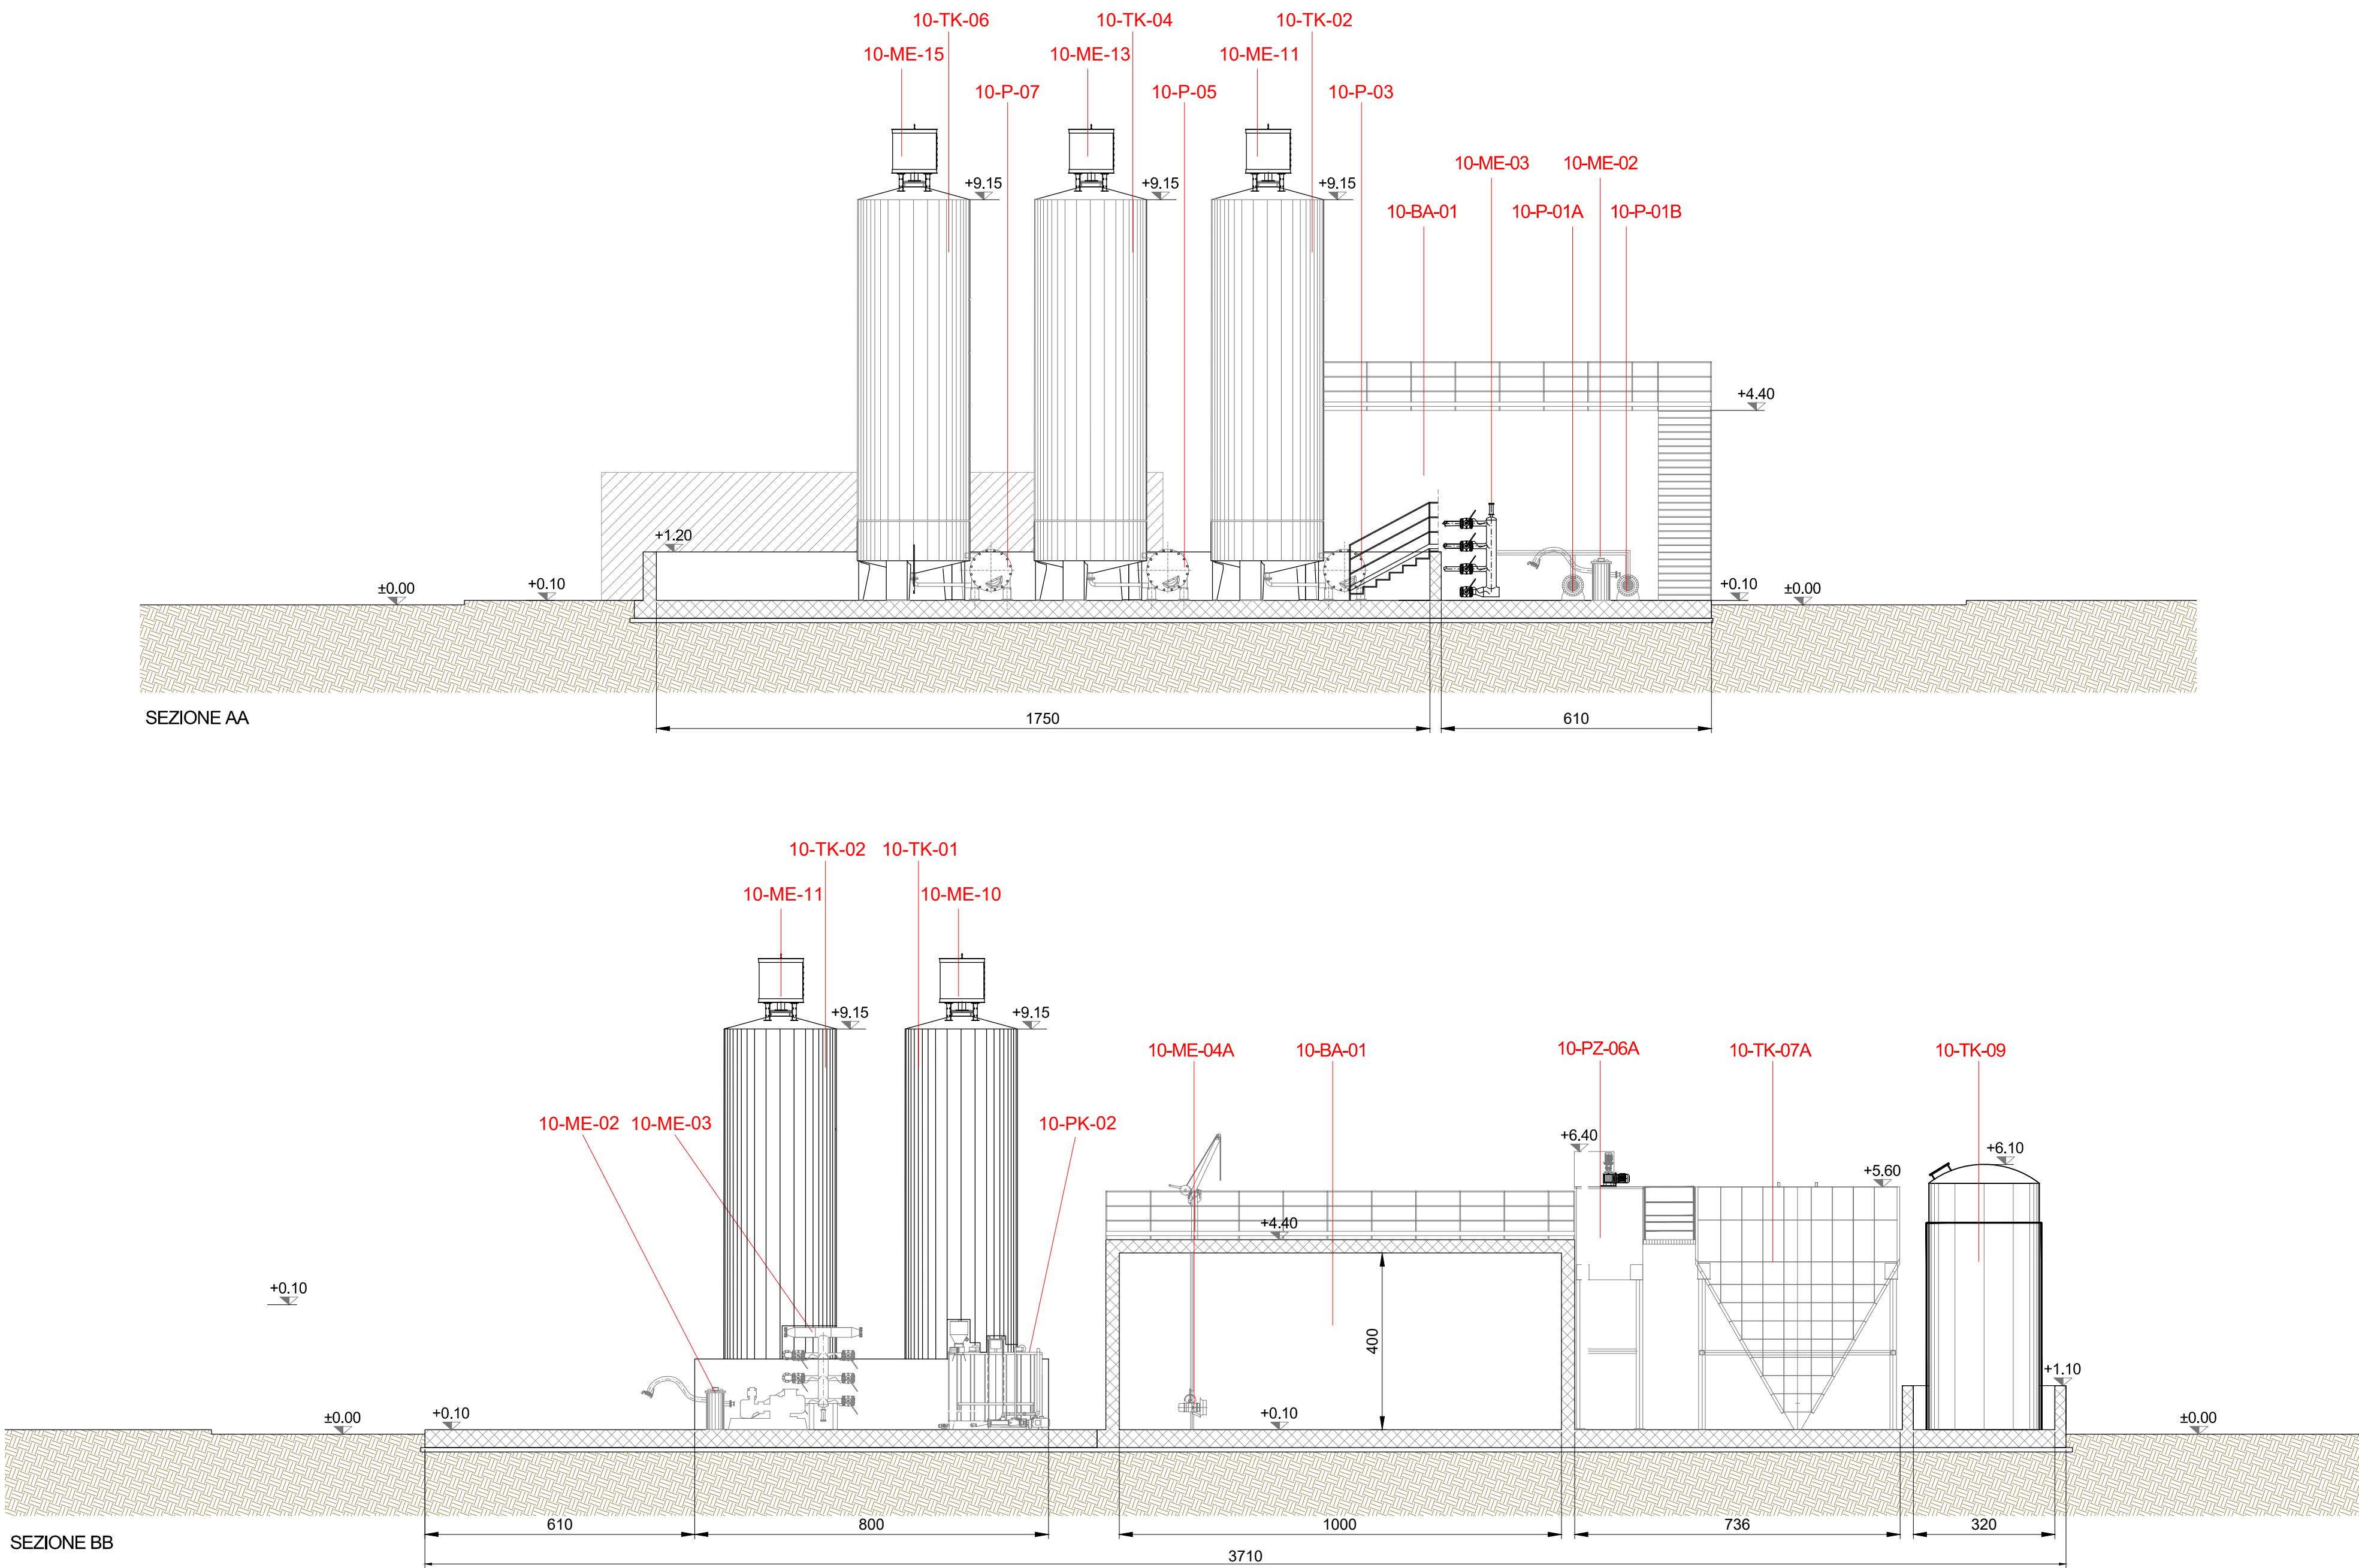 10-TK-06 10-TK-04 10-TK-02
10-ME-15 10-ME-13 10-ME-11
10-P-07 10-P-05 10-P-03
10-ME-03 10-ME-02
+9.15 +9.15 +9.15
10-BA-01 10-P-01A 10-P-01B
+4.40
+1.20
±0.00 +0.10 +0.10 ±0.00
SEZIONE AA
1750 610
10-TK-02 10-TK-01
10-ME-11 10-ME-10
+9.15 +9.15
10-ME-04A 10-BA-01 10-PZ-06A 10-TK-07A 10-TK-09
10-ME-02 10-ME-03 10-PK-02
+6.40 +6.10
+5.60
+4.40
+0.10
400
+1.10
±0.00 +0.10 +0.10 ±0.00
610 800 1000 736 320
SEZIONE BB
3710